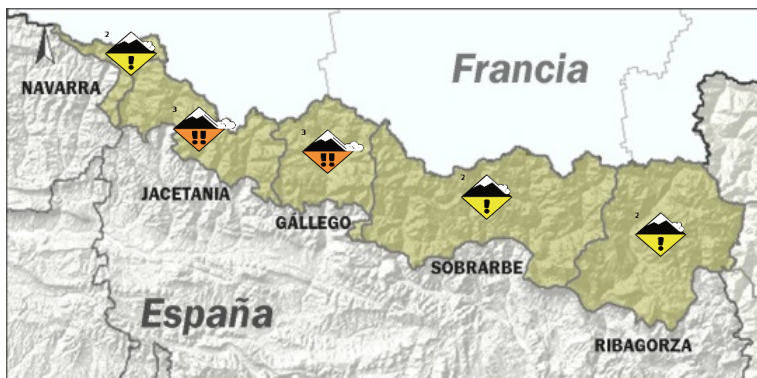 2
Francia
NAVARRA
3
3
JACETANIA
GÁLLEGO
2
SOBRARBE
2
España
RIBAGORZA